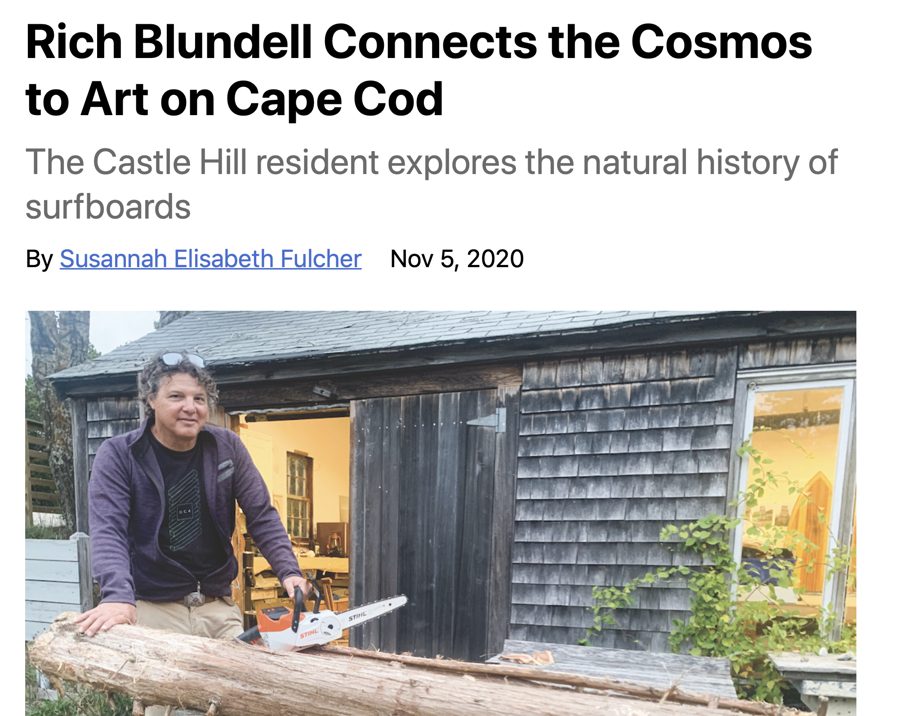 Rich Blundell Connects the Cosmos
to Art on Cape Cod
The Castle Hill resident explores the natural history of
surfboards
By Susannah Elisabeth Fulcher Nov 5, 2020
STIHL
STIHL